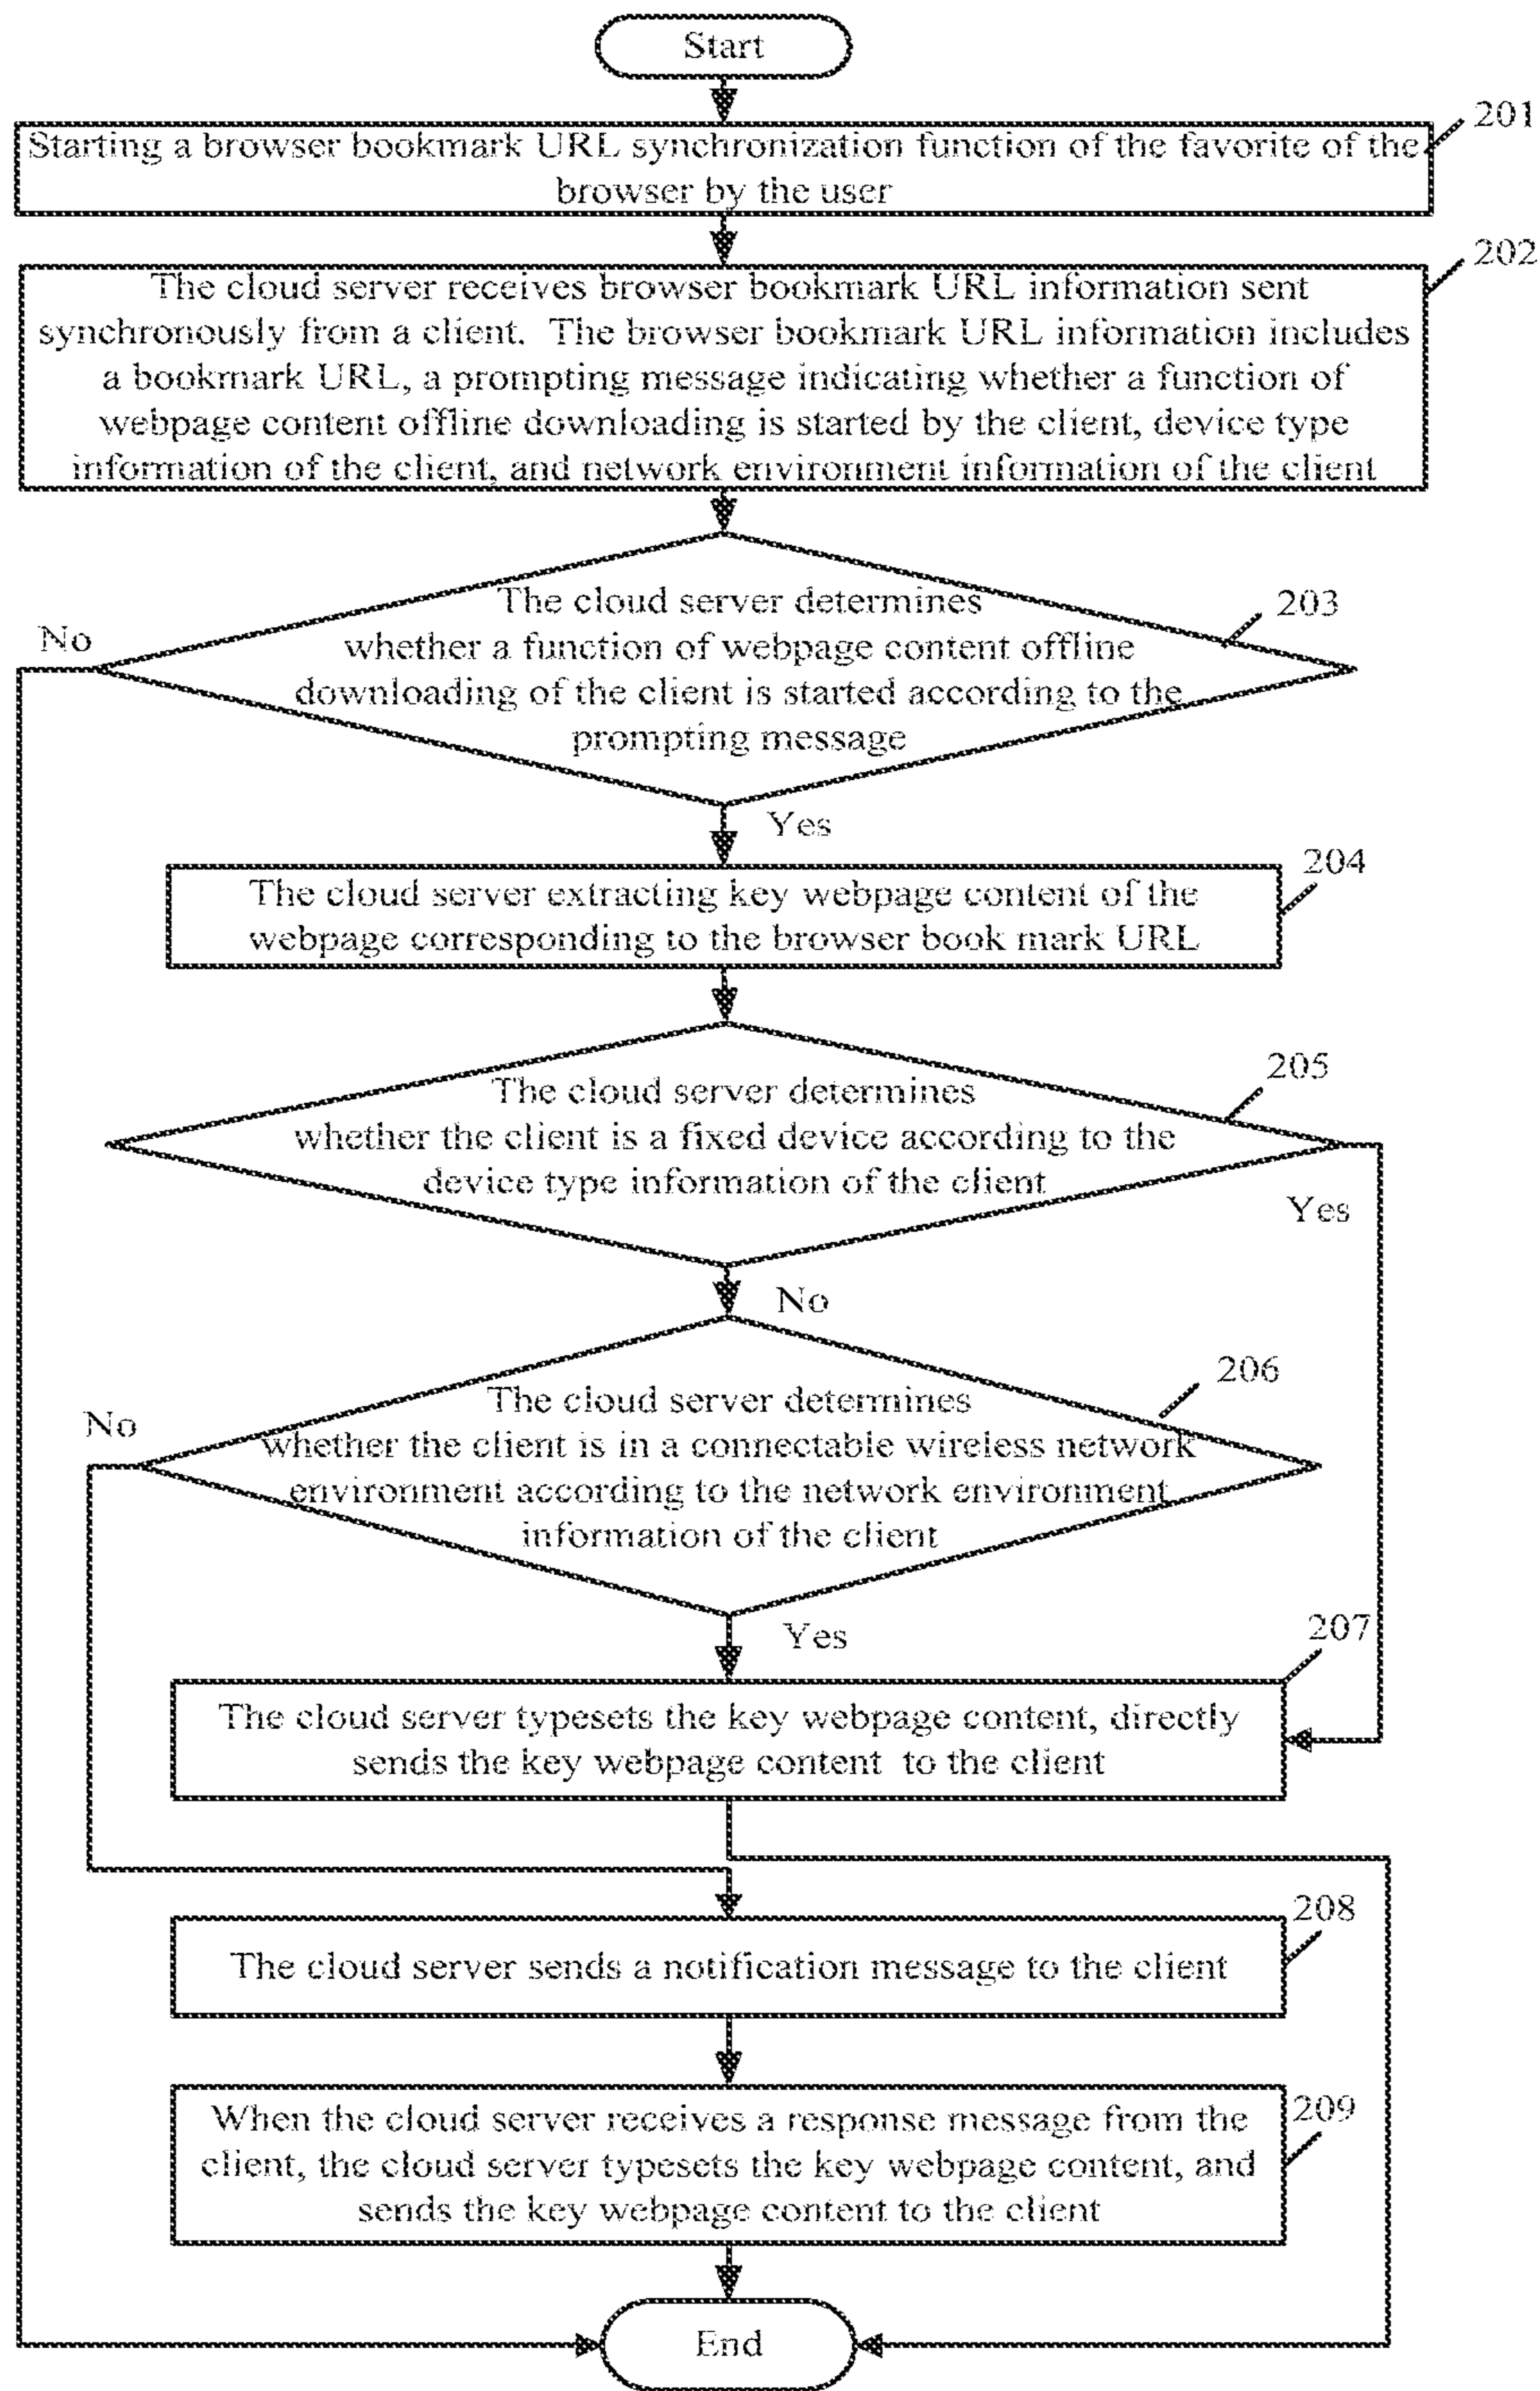 Start
201
Starting a browser bookmark URL synchronization function of the favorite of the
browser by the user
202
The cloud server receives browser bookmark URL information sent
synchronously from a client. The browser bookmark URL information includes
a bookmark URL, a prompting message indicating whether a function of
webpage content offline downloading is started by the client, device type
information of the client, and network environment information of the client
The cloud server determines
203
No
whether a function of webpage content offline
downloading of the client is started according to the
prompting message
Yes
204
The cloud server extracting key webpage content of the
webpage corresponding to the browser book mark URL
205
The cloud server determines
whether the client is a fixed device according to the
device type information of the client
Yes
No
206
The cloud server determines
No
whether the client is in a connectable wireless network
environment according to the network environment
information of the client
Yes
207
The cloud server typesets the key webpage content, directly
sends the key webpage content to the client
208
The cloud server sends a notification message to the client
209
When the cloud server receives a response message from the
client, the cloud server typesets the key webpage content, and
sends the key webpage content to the client
End